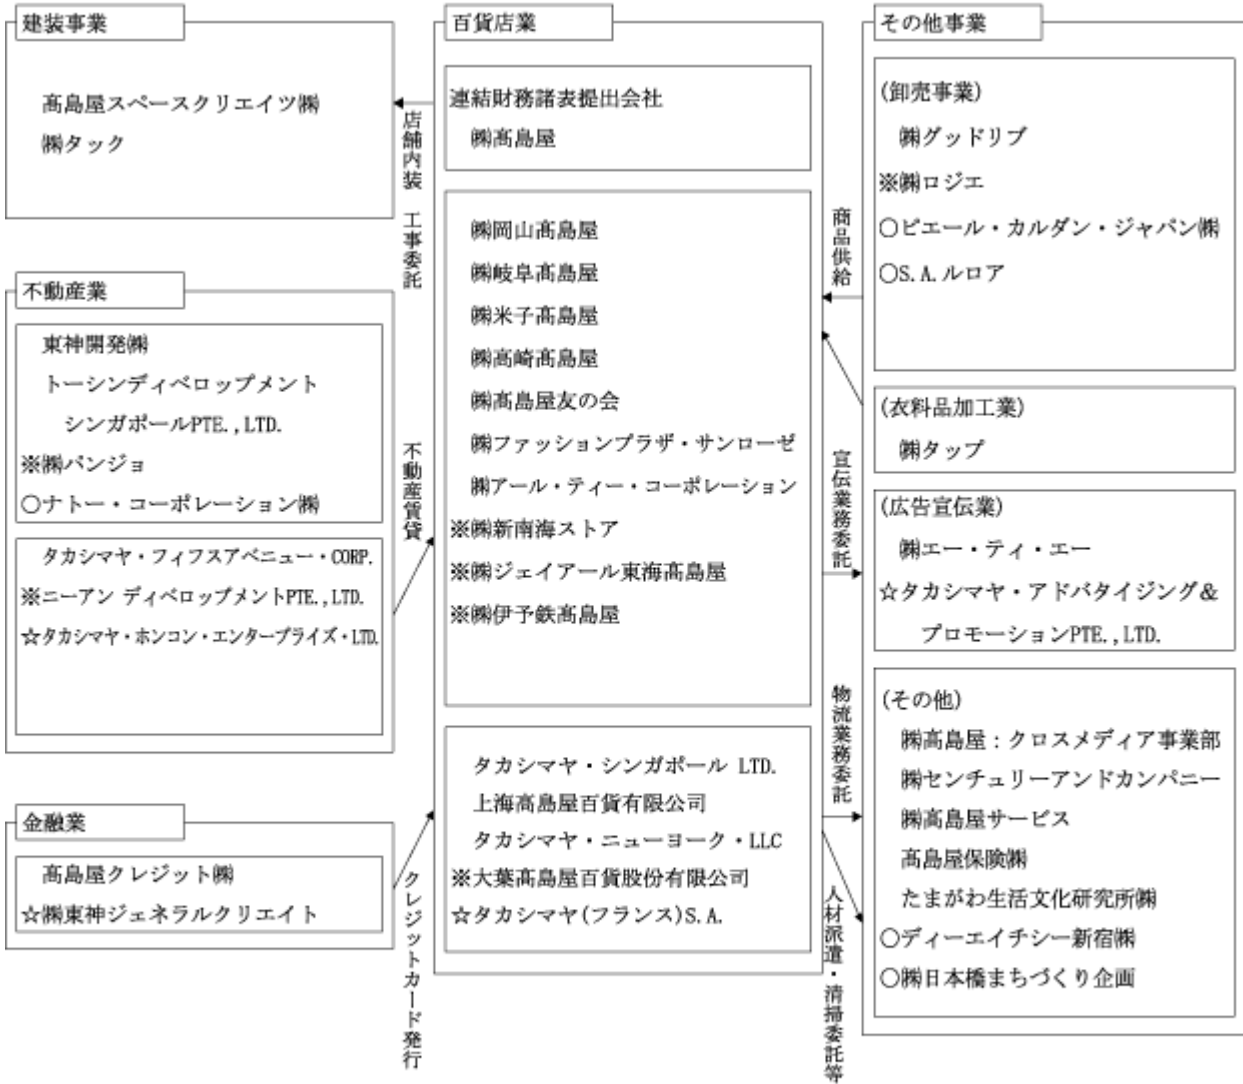 建装事業
髙島屋スペースクリエイツ㈱
㈱タック
不動産業
東神開発㈱
トーシンディベロップメント
シンガポールPTE.,LTD.
※㈱パンジョ
○ナトー・コーポレーション㈱
タカシマヤ・フィフスアベニュー・CORP.
※ニーアン ディベロップメントPTE.,LTD.
☆タカシマヤ・ホンコン・エンタープライズ・LTD.
金融業
髙島屋クレジット㈱
☆㈱東神ジェネラルクリエイト
店舗内装 工事委託
不動産賃貸
クレジットカード発行
百貨店業
連結財務諸表提出会社
㈱髙島屋
㈱岡山髙島屋
㈱岐阜髙島屋
㈱米子髙島屋
㈱高崎髙島屋
㈱髙島屋友の会
㈱ファッションプラザ・サンローゼ
㈱アール・ティー・コーポレーション
※㈱新南海ストア
※㈱ジェイアール東海髙島屋
※㈱伊予鉄髙島屋
タカシマヤ・シンガポール LTD.
上海高島屋百貨有限公司
タカシマヤ・ニューヨーク・LLC
※大葉髙島屋百貨股份有限公司
☆タカシマヤ(フランス)S.A.
商品供給
宣伝業務委託
物流業務委託
人材派遣・清掃委託等
その他事業
(卸売事業)
㈱グッドリブ
※㈱ロジエ
○ピエール・カルダン・ジャパン㈱
○S.A.ルロア
(衣料品加工業)
㈱タップ
(広告宣伝業)
㈱エー・ティ・エー
☆タカシマヤ・アドバタイジング＆
プロモーションPTE.,LTD.
(その他)
㈱髙島屋：クロスメディア事業部
㈱センチュリーアンドカンパニー
㈱髙島屋サービス
髙島屋保険㈱
たまがわ生活文化研究所㈱
○ディーエイチシー新宿㈱
○㈱日本橋まちづくり企画